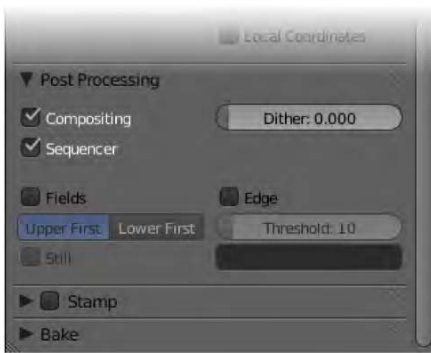 Local Coordinates
Post Processing
Compositing
Dither: 0.000
Sequencer
Fields
Edge
Upper First
Lower First
Threshold: 10
Still
Stamp
Bake